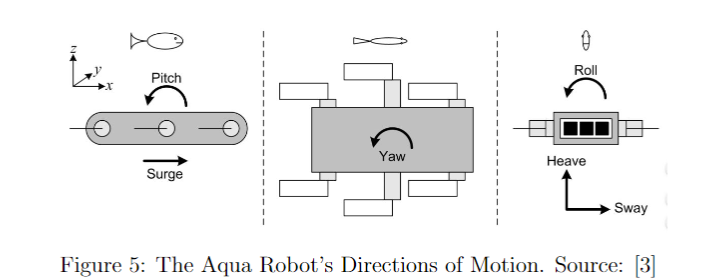 z
y
x
Pitch
Surge
Yaw
Roll
Heave
Sway
Figure 5: The Aqua Robot's Directions of Motion. Source: [3]